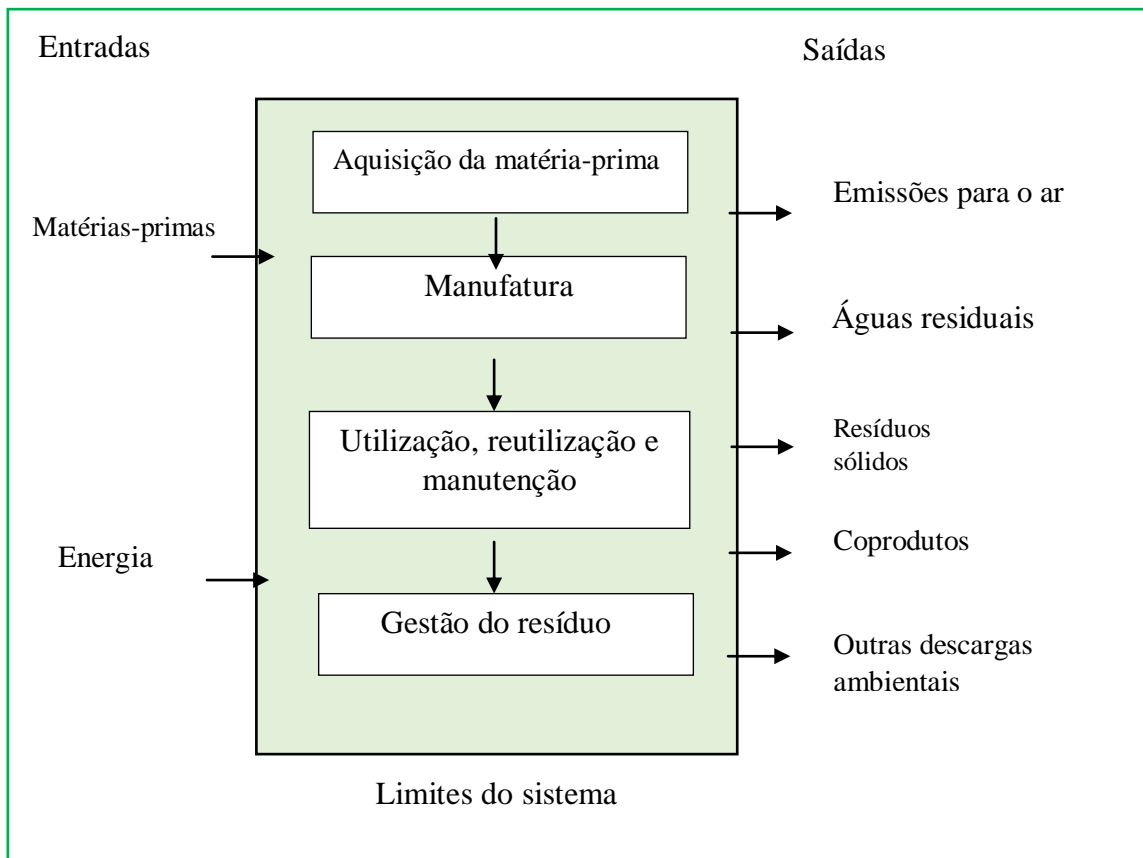 Entradas
Saídas
Aquisição da matéria-prima
Emissões para o ar
Matérias-primas
Manufatura
Águas residuais
Utilização, reutilização e
manutenção
Resíduos
sólidos
Energia
Coprodutos
Gestão do resíduo
Outras descargas
ambientais
Limites do sistema